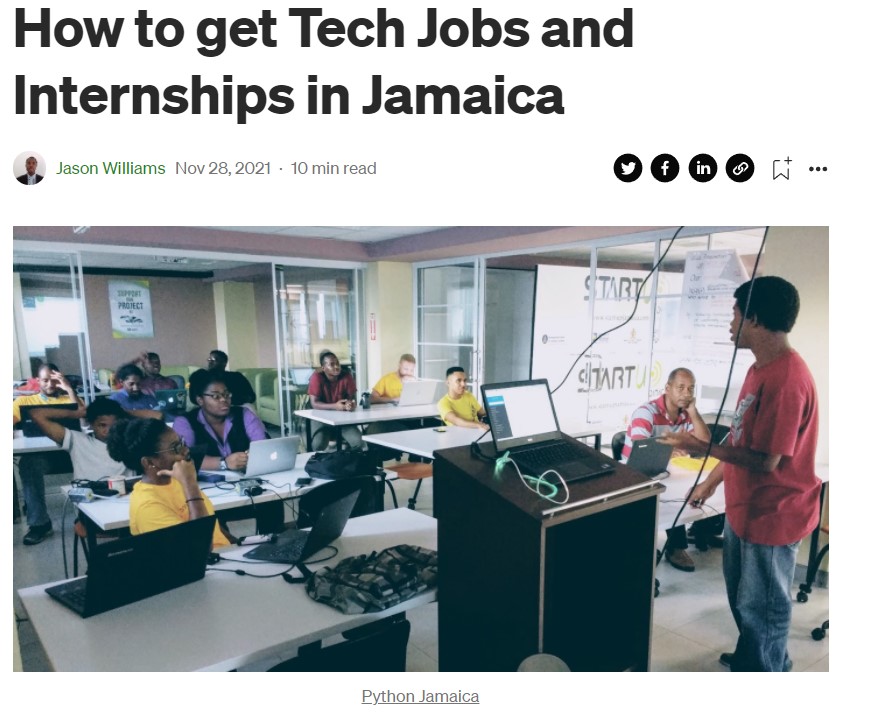 How to get Tech Jobs and
Internships in Jamaica
Jason Williams Nov 28, 2021 · 10 min read
SUPPORT
PROJECT
START
START
Python Jamaica